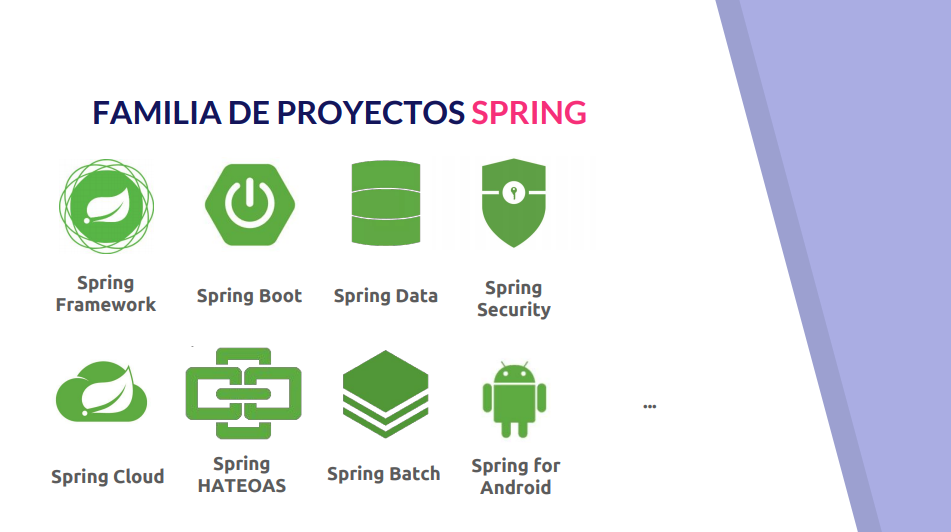 FAMILIA DE PROYECTOS SPRING
Spring
Framework
Spring Boot
Spring Data
Spring
Security
Spring Cloud
Spring
HATEOAS
Spring Batch
Spring for
Android
...